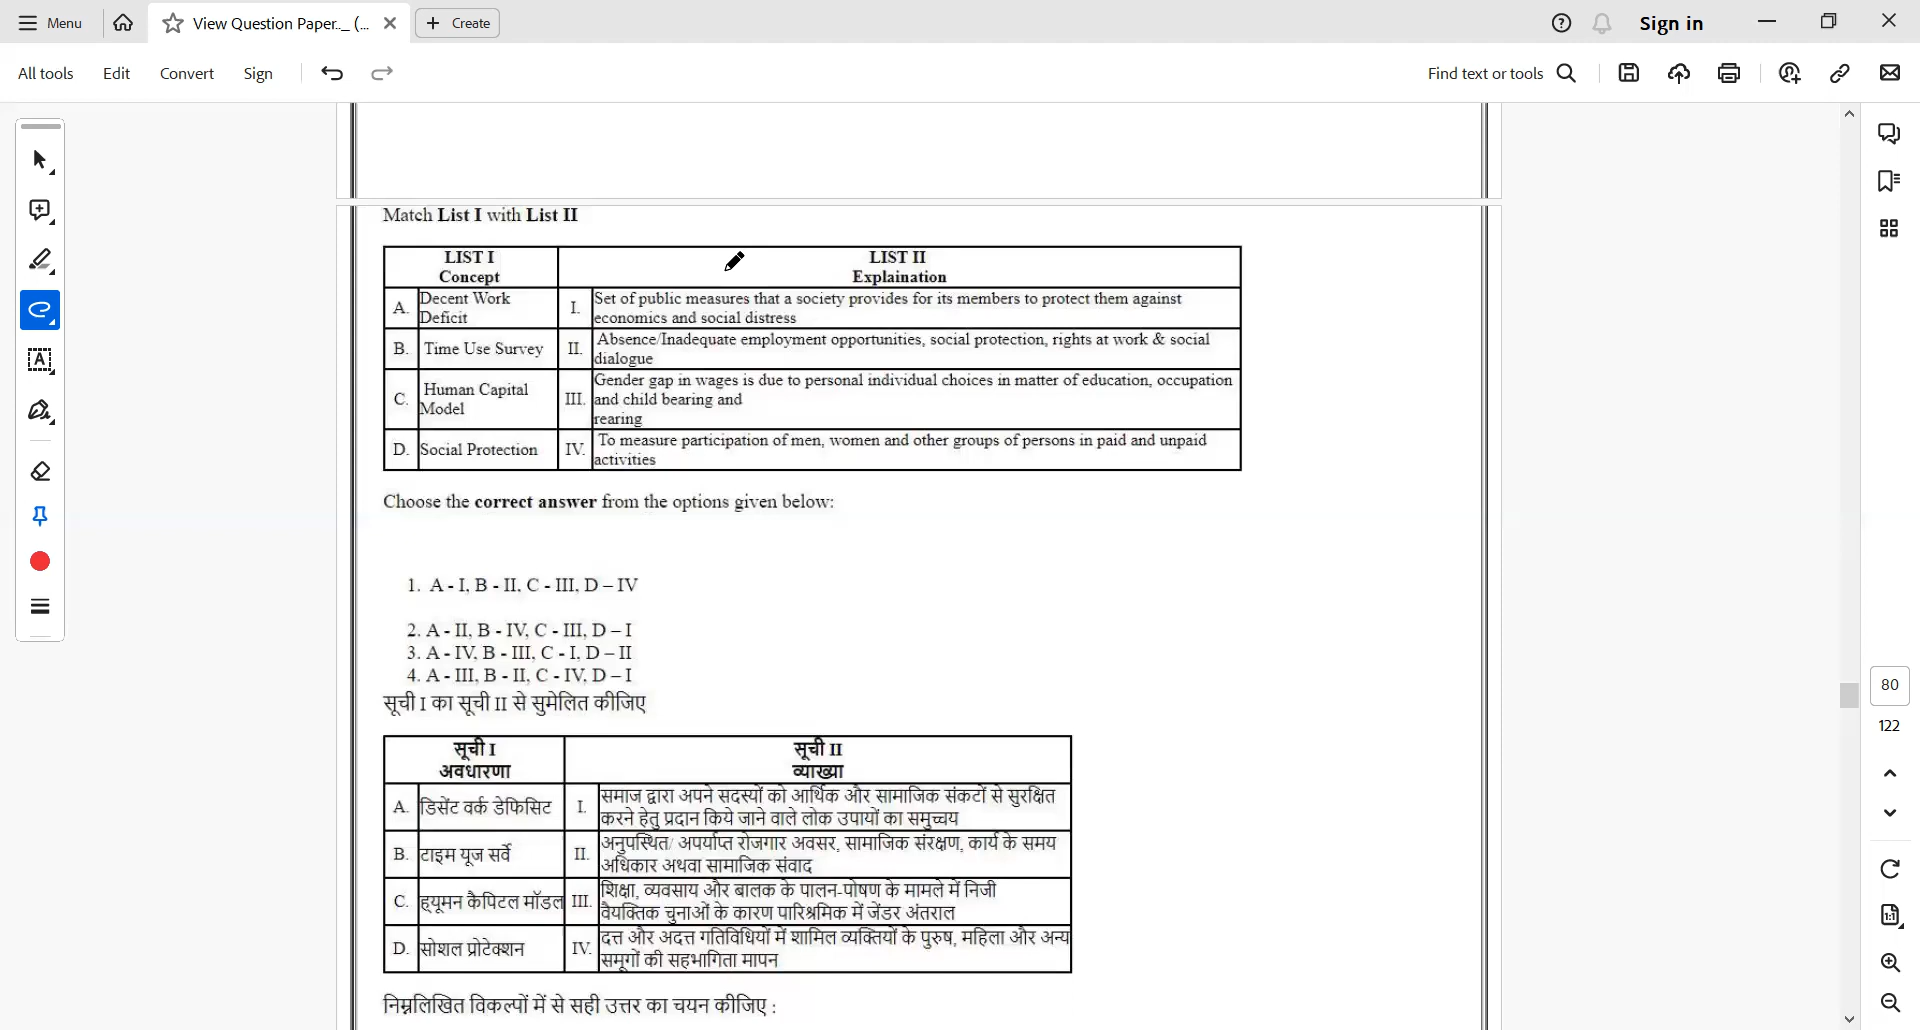 Menu
View Question Paper.._ (...
Create
Sign in
All tools
Edit
Convert
Sign
Find text or tools
Match List I with List II
LIST I
Concept
LIST II
Explaination
A. Decent Work
Deficit
I. Set of public measures that a society provides for its members to protect them against
economics and social distress
B. Time Use Survey
II. Absence/Inadequate employment opportunities, social protection, rights at work & social
dialogue
C. Human Capital
Model
III. Gender gap in wages is due to personal individual choices in matter of education, occupation
and child bearing and
rearing
D. Social Protection
IV. To measure participation of men, women and other groups of persons in paid and unpaid
activities
Choose the correct answer from the options given below:
1. A - I, B - II, C - III, D – IV
2. A - II, B - IV, C - III, D – I
3. A - IV, B - III, C - I, D – II
4. A - III, B - II, C - IV, D – I
सूची I का सूची II से सुमेलित कीजिए
सूची I
अवधारणा
सूची II
व्याख्या
A. डिसेंट वर्क डेफिसिट
I. समाज द्वारा अपने सदस्यों को आर्थिक और सामाजिक संकटों से सुरक्षित
करने हेतु प्रदान किये जाने वाले लोक उपायों का समुच्चय
B. टाइम यूज सर्वे
II. अनुपस्थित/ अपर्याप्त रोजगार अवसर, सामाजिक संरक्षण, कार्य के समय
अधिकार अथवा सामाजिक संवाद
C. ह्यूमन कैपिटल मॉडल
III. शिक्षा, व्यवसाय और बालक के पालन-पोषण के मामले में निजी
वैयक्तिक चुनाओं के कारण पारिश्रमिक में जेंडर अंतराल
D. सोशल प्रोटेक्शन
IV. दत्त और अदत्त गतिविधियों में शामिल व्यक्तियों के पुरुष, महिला और अन्य
समूगों की सहभागिता मापन
निम्नलिखित विकल्पों में से सही उत्तर का चयन कीजिए :
80
122
1:1